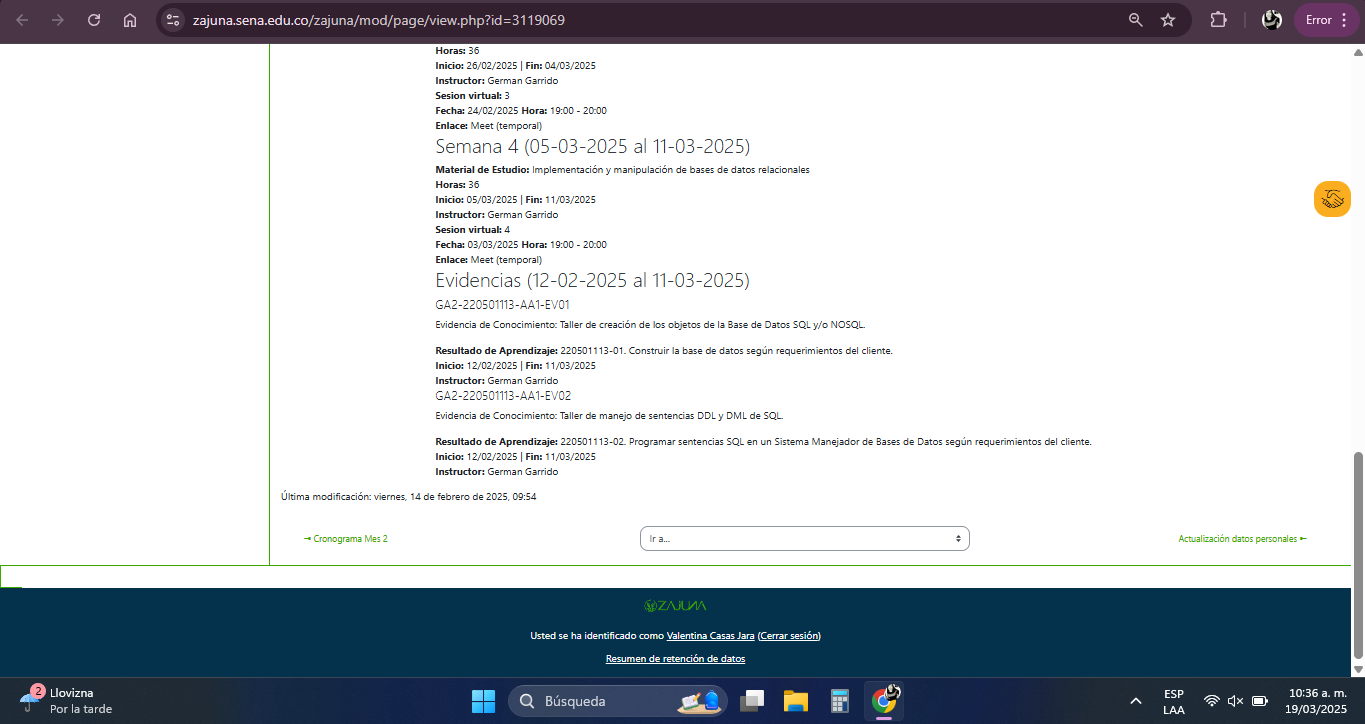 zajuna.sena.edu.co/zajuna/mod/page/view.php?id=3119069
Error
Horas: 36
Inicio: 26/02/2025 | Fin: 04/03/2025
Instructor: German Garrido
Sesion virtual: 3
Fecha: 24/02/2025 Hora: 19:00 - 20:00
Enlace: Meet (temporal)
Semana 4 (05-03-2025 al 11-03-2025)
Material de Estudio: Implementación y manipulación de bases de datos relacionales
Horas: 36
Inicio: 05/03/2025 | Fin: 11/03/2025
Instructor: German Garrido
Sesion virtual: 4
Fecha: 03/03/2025 Hora: 19:00 - 20:00
Enlace: Meet (temporal)
Evidencias (12-02-2025 al 11-03-2025)
GA2-220501113-AA1-EV01
Evidencia de Conocimiento: Taller de creación de los objetos de la Base de Datos SQL y/o NOSQL.
Resultado de Aprendizaje: 220501113-01. Construir la base de datos según requerimientos del cliente.
Inicio: 12/02/2025 | Fin: 11/03/2025
Instructor: German Garrido
GA2-220501113-AA1-EV02
Evidencia de Conocimiento: Taller de manejo de sentencias DDL y DML de SQL.
Resultado de Aprendizaje: 220501113-02. Programar sentencias SQL en un Sistema Manejador de Bases de Datos según requerimientos del cliente.
Inicio: 12/02/2025 | Fin: 11/03/2025
Instructor: German Garrido
Última modificación: viernes, 14 de febrero de 2025, 09:54
→ Cronograma Mes 2
Ir a...
Actualización datos personales ←
ZAJUNA
Usted se ha identificado como Valentina Casas Jara (Cerrar sesión)
Resumen de retención de datos
2
Llovizna
Por la tarde
Búsqueda
ESP
LAA
10:36 a. m.
19/03/2025